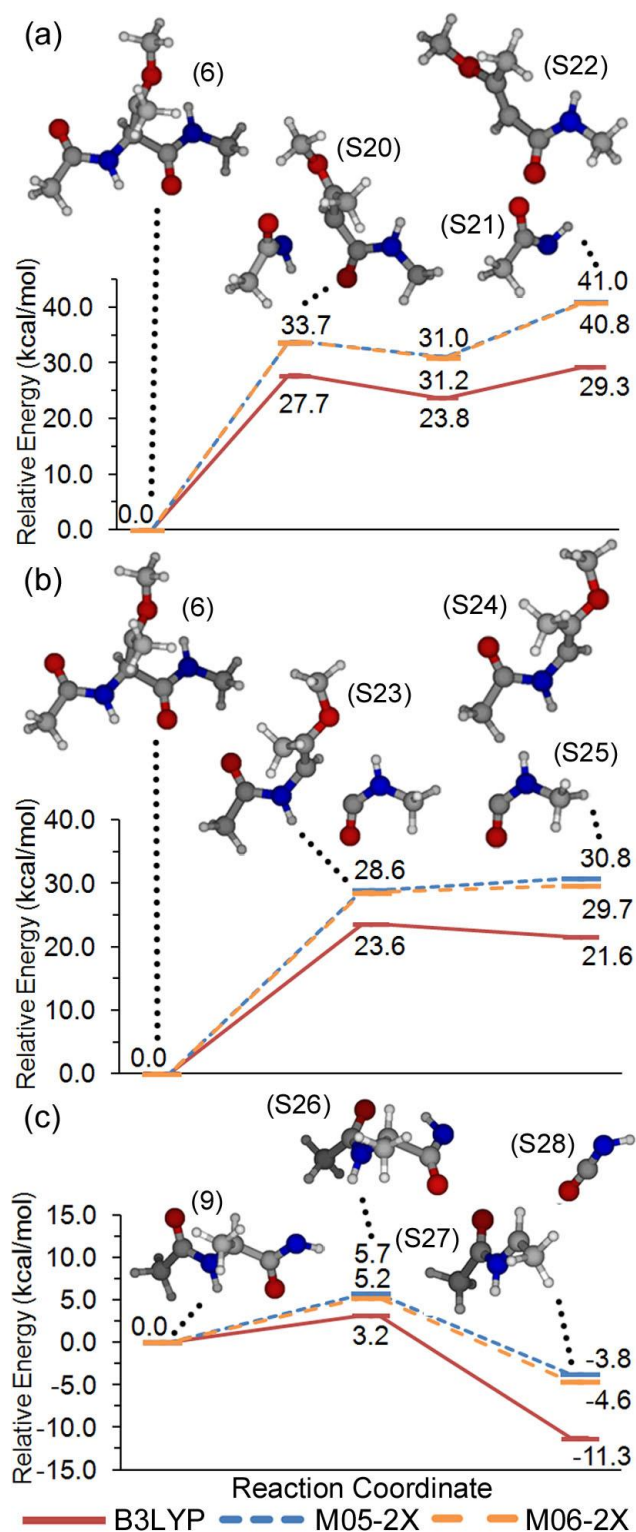 (a)
(6)
(S22)
(S20)
(S21)
Relative Energy (kcal/mol)
40.0
30.0
20.0
10.0
0.0
0.0
33.7
27.7
31.0
31.2
23.8
41.0
40.8
29.3
(b)
(6)
(S24)
(S23)
(S25)
Relative Energy (kcal/mol)
40.0
30.0
20.0
10.0
0.0
0.0
28.6
23.6
30.8
29.7
21.6
(c)
(S26)
(S28)
(9)
(S27)
Relative Energy (kcal/mol)
15.0
10.0
5.0
0.0
-5.0
-10.0
-15.0
0.0
5.7
5.2
3.2
-3.8
-4.6
-11.3
Reaction Coordinate
B3LYP M05-2X M06-2X